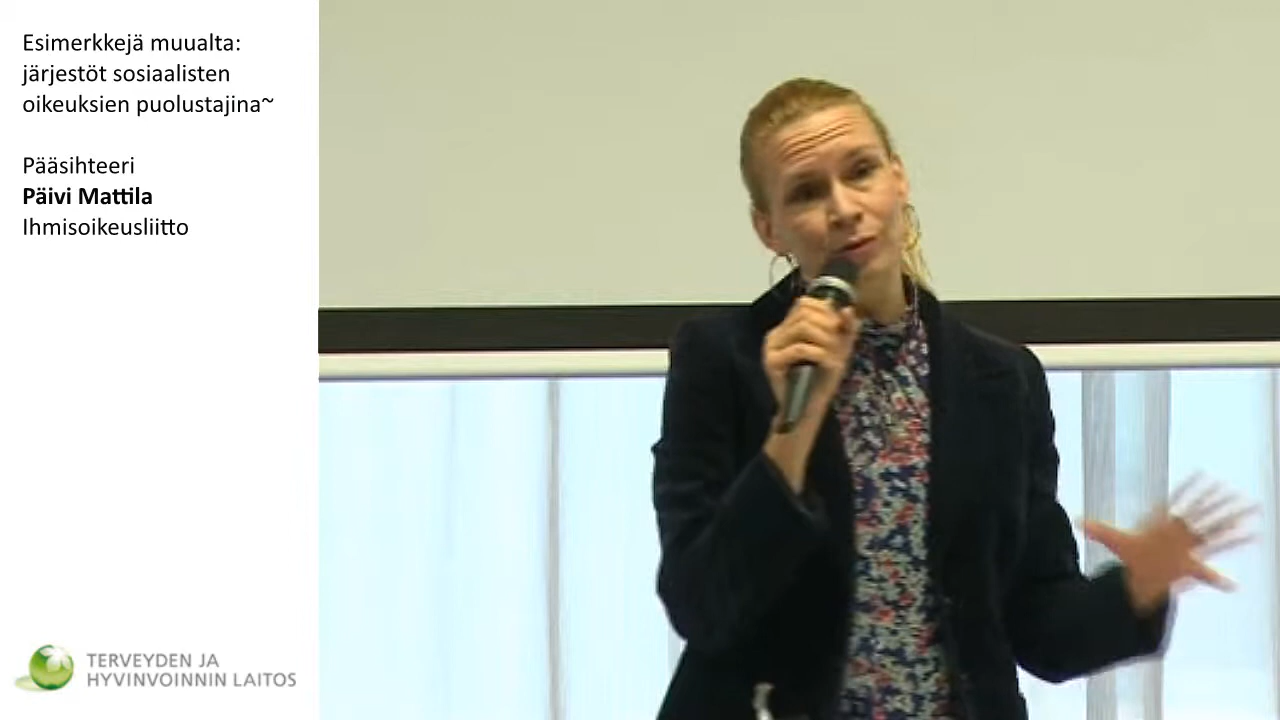 Esimerkkejä muualta:
järjestöt sosiaalisten
oikeuksien puolustajina~
Pääsihteeri
Päivi Mattila
Ihmisoikeusliitto
TERVEYDEN JA
HYVINVOINNIN LAITOS